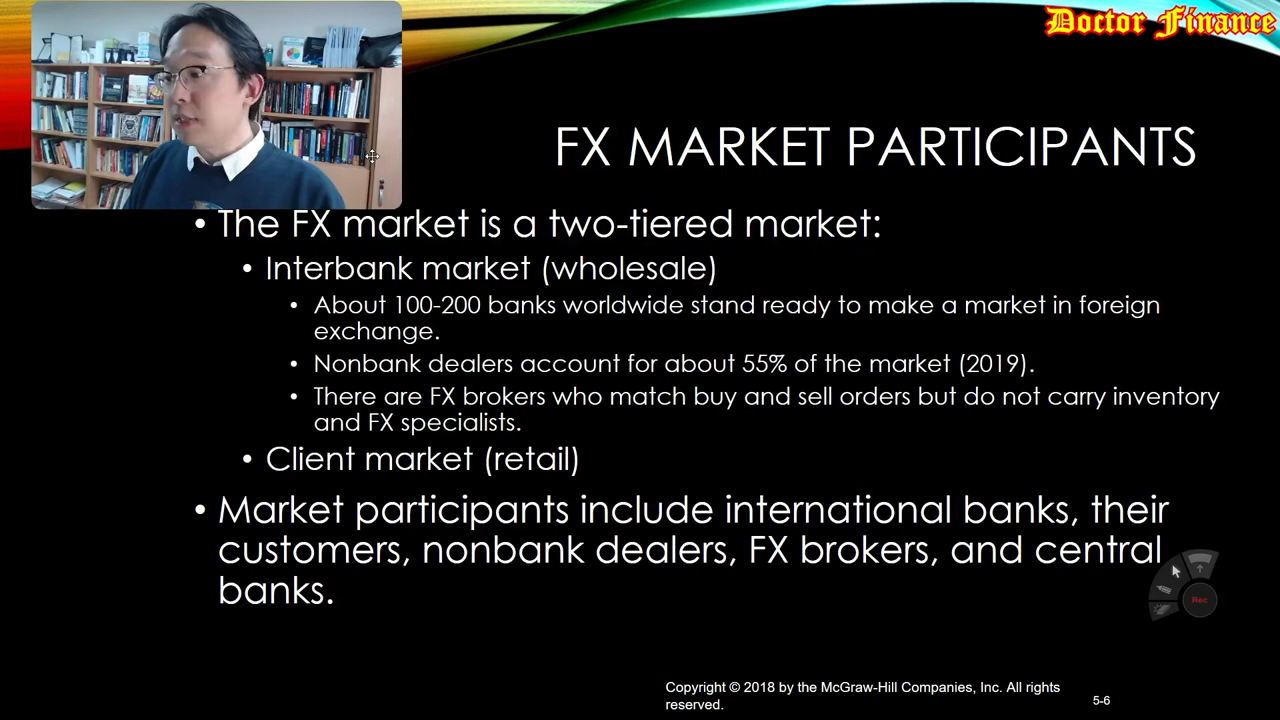 Doctor Finance
FX MARKET PARTICIPANTS
• The FX market is a two-tiered market:
• Interbank market (wholesale)
• About 100-200 banks worldwide stand ready to make a market in foreign
exchange.
• Nonbank dealers account for about 55% of the market (2019).
• There are FX brokers who match buy and sell orders but do not carry inventory
and FX specialists.
• Client market (retail)
• Market participants include international banks, their
customers, nonbank dealers, FX brokers, and central
banks.
Rec
Copyright © 2018 by the McGraw-Hill Companies, Inc. All rights
reserved.
5-6